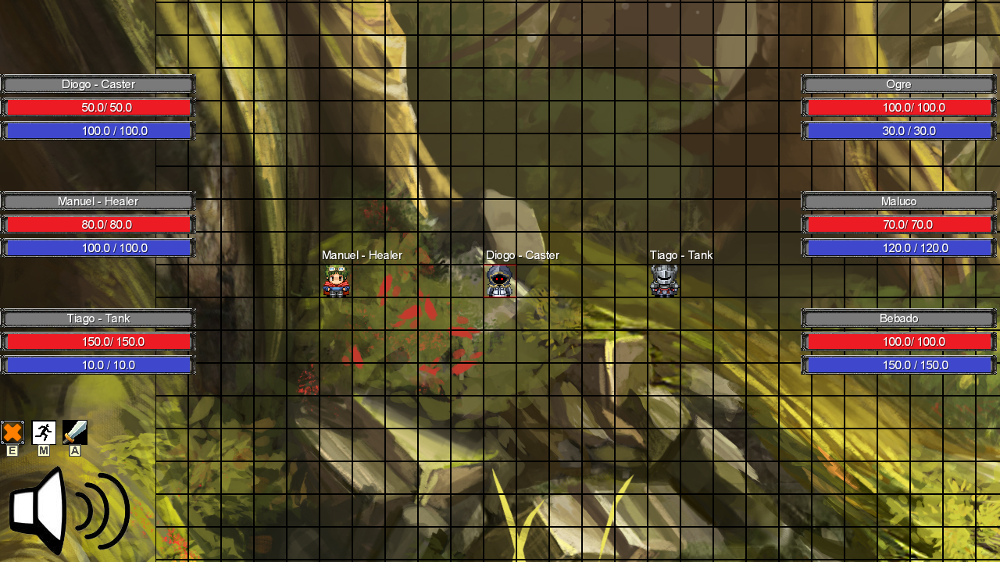 Diogo - Caster
50.0/ 50.0
100.0 / 100.0
Manuel - Healer
80.0/ 80.0
100.0 / 100.0
Tiago - Tank
150.0/ 150.0
10.0 / 10.0
E M A
Manuel - Healer
Diogo - Caster
Tiago - Tank
Ogre
100.0/ 100.0
30.0 / 30.0
Maluco
70.0/ 70.0
120.0 / 120.0
Bebado
100.0/ 100.0
150.0 / 150.0